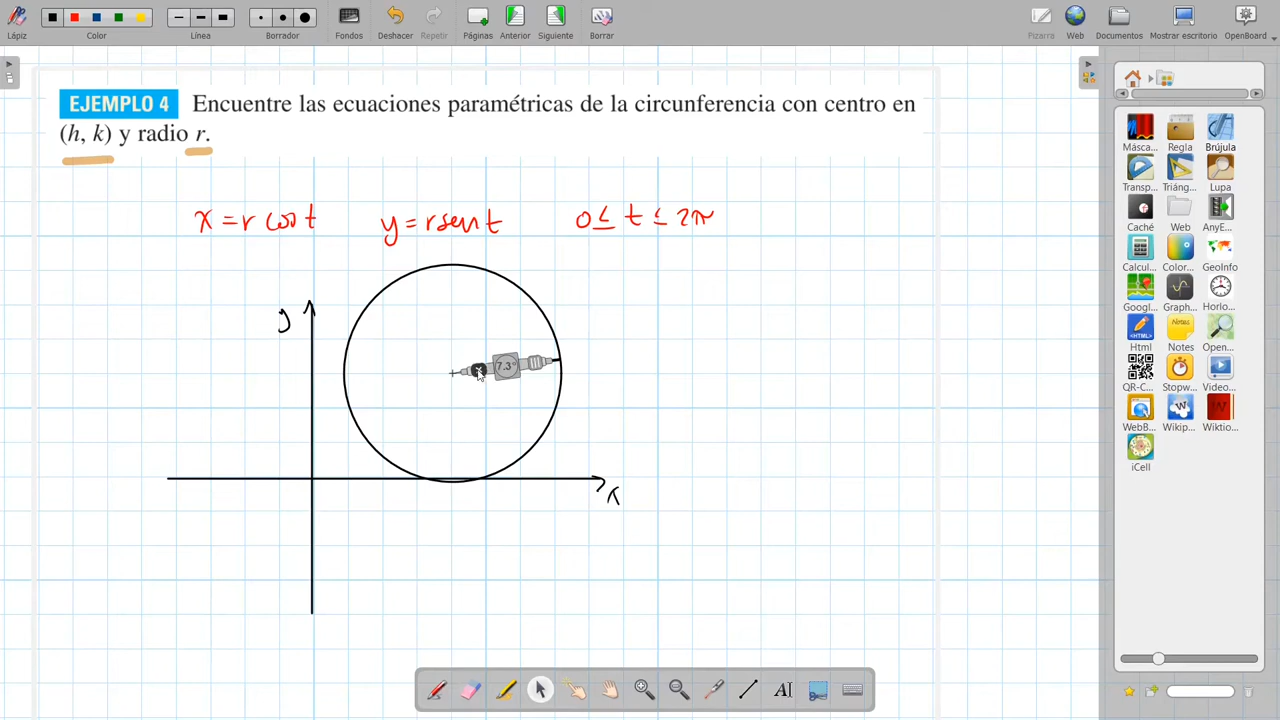 Lápiz Color Línea Borrador Fondos Deshacer Repetir Páginas Anterior Siguiente Borrar Pizarra Web Documentos Mostrar escritorio OpenBoard
EJEMPLO 4 Encuentre las ecuaciones paramétricas de la circunferencia con centro en
(h, k) y radio r.
x = r cos t y = r sen t 0 ≤ t ≤ 2π
y
7.3°
x
Másca... Regla Brújula
Transp... Triáng... Lupa
Caché Web AnyE...
Calcul... Color... GeoInfo
Googl... Graph... Horlo...
Html Notes Open...
QR-C... Stopw... Video...
WebB... Wikip... Wiktio...
iCell